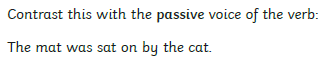 Contrast this with the passive voice of the verb:
The mat was sat on by the cat.